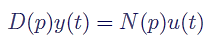 D(p)y(t) = N(p)u(t)